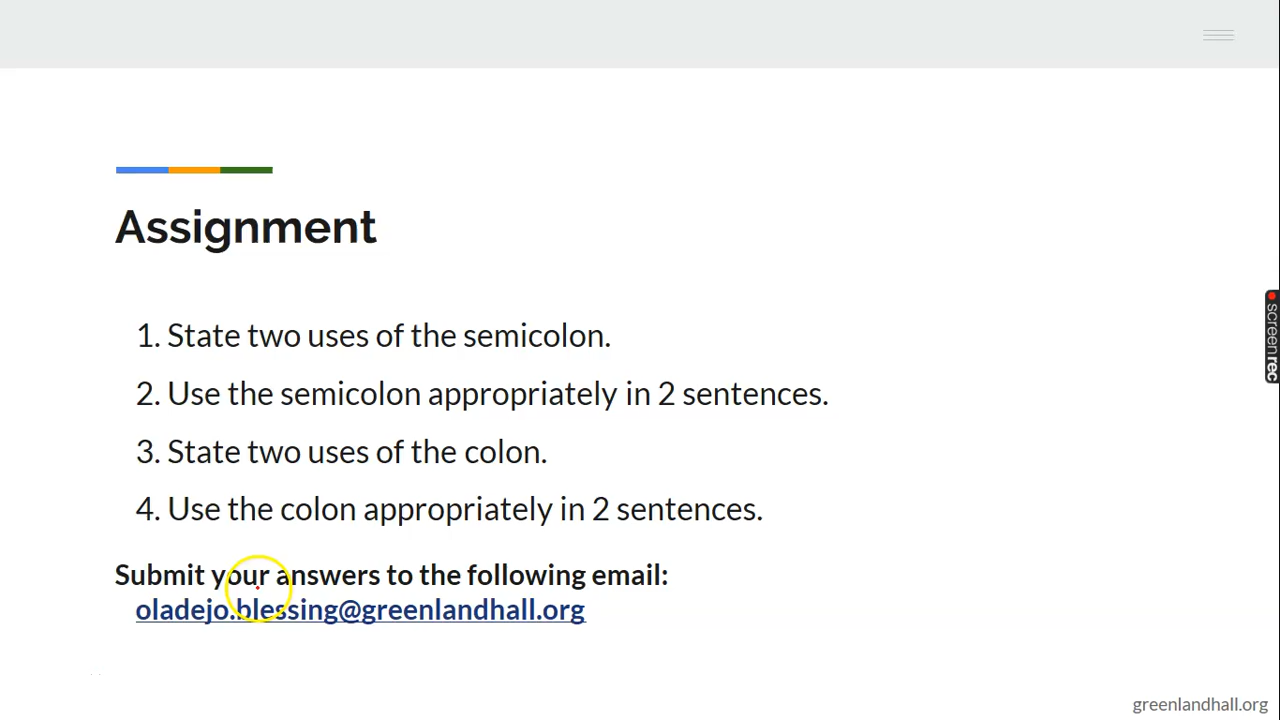 Assignment
1. State two uses of the semicolon.
2. Use the semicolon appropriately in 2 sentences.
3. State two uses of the colon.
4. Use the colon appropriately in 2 sentences.
Submit your answers to the following email:
oladejo.blessing@greenlandhall.org
screenrec
greenlandhall.org